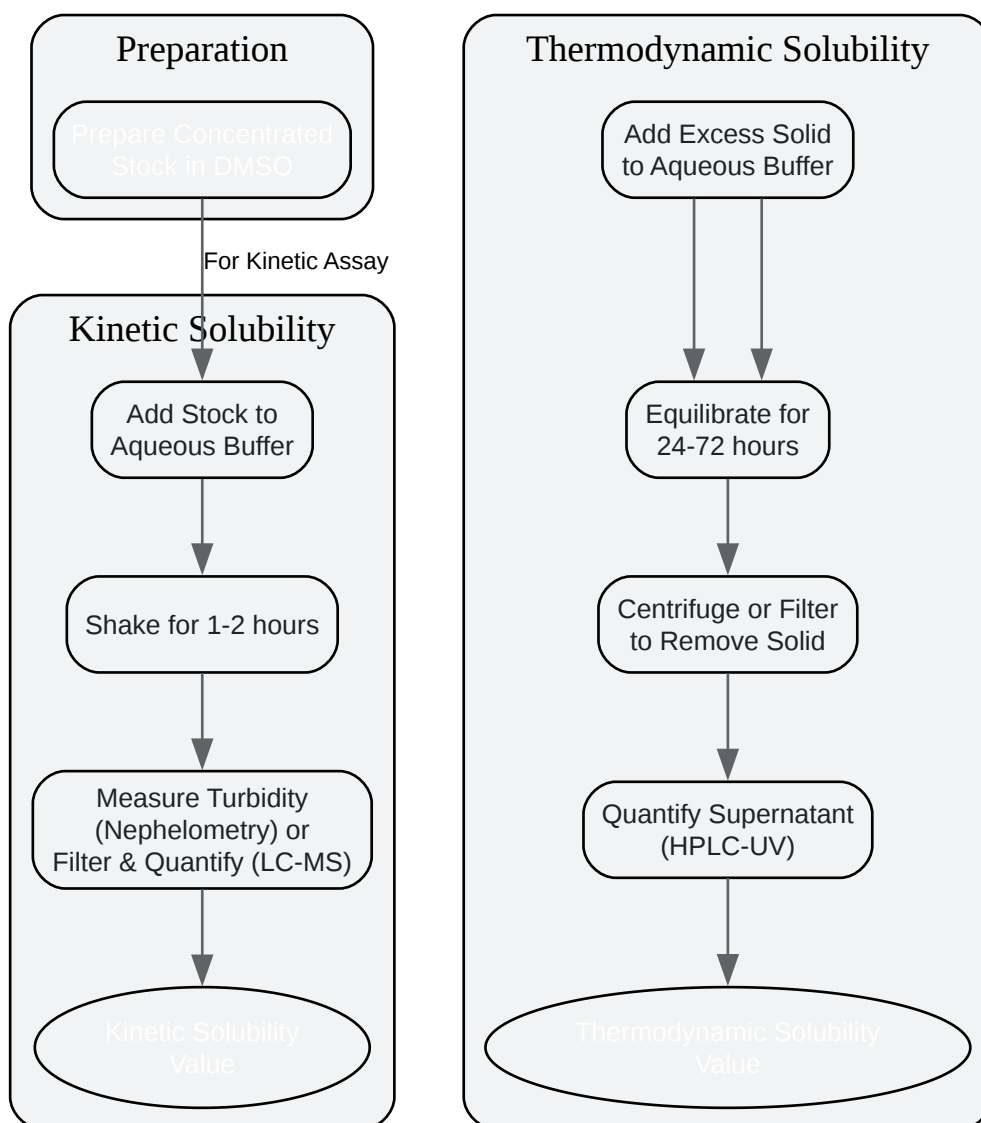 Preparation
Prepare Concentrated
Stock in DMSO
For Kinetic Assay
Kinetic Solubility
Add Stock to
Aqueous Buffer
Shake for 1-2 hours
Measure Turbidity
(Nephelometry) or
Filter & Quantify (LC-MS)
Kinetic Solubility
Value
Thermodynamic Solubility
Add Excess Solid
to Aqueous Buffer
Equilibrate for
24-72 hours
Centrifuge or Filter
to Remove Solid
Quantify Supernatant
(HPLC-UV)
Thermodynamic Solubility
Value